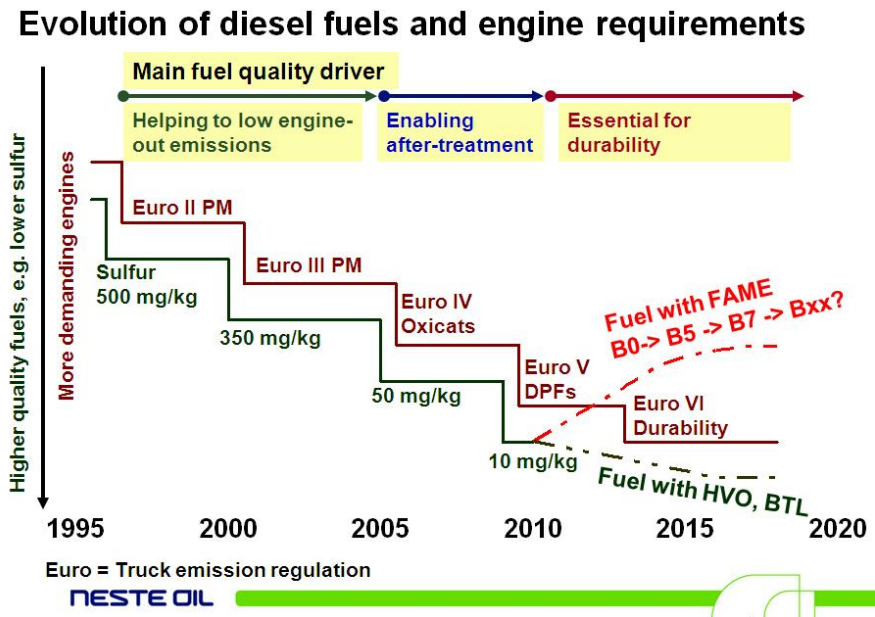 Evolution of diesel fuels and engine requirements
Main fuel quality driver
Helping to low engine-
out emissions
Enabling
after-treatment
Essential for
durability
Higher quality fuels, e.g. lower sulfur
More demanding engines
Euro II PM
Sulfur
500 mg/kg
Euro III PM
350 mg/kg
Euro IV
Oxicats
50 mg/kg
Fuel with FAME
B0-> B5 -> B7 -> Bxx?
Euro V
DPFs
Euro VI
Durability
10 mg/kg
Fuel with HVO, BTL
1995
2000
2005
2010
2015
2020
Euro = Truck emission regulation
NESTE OIL